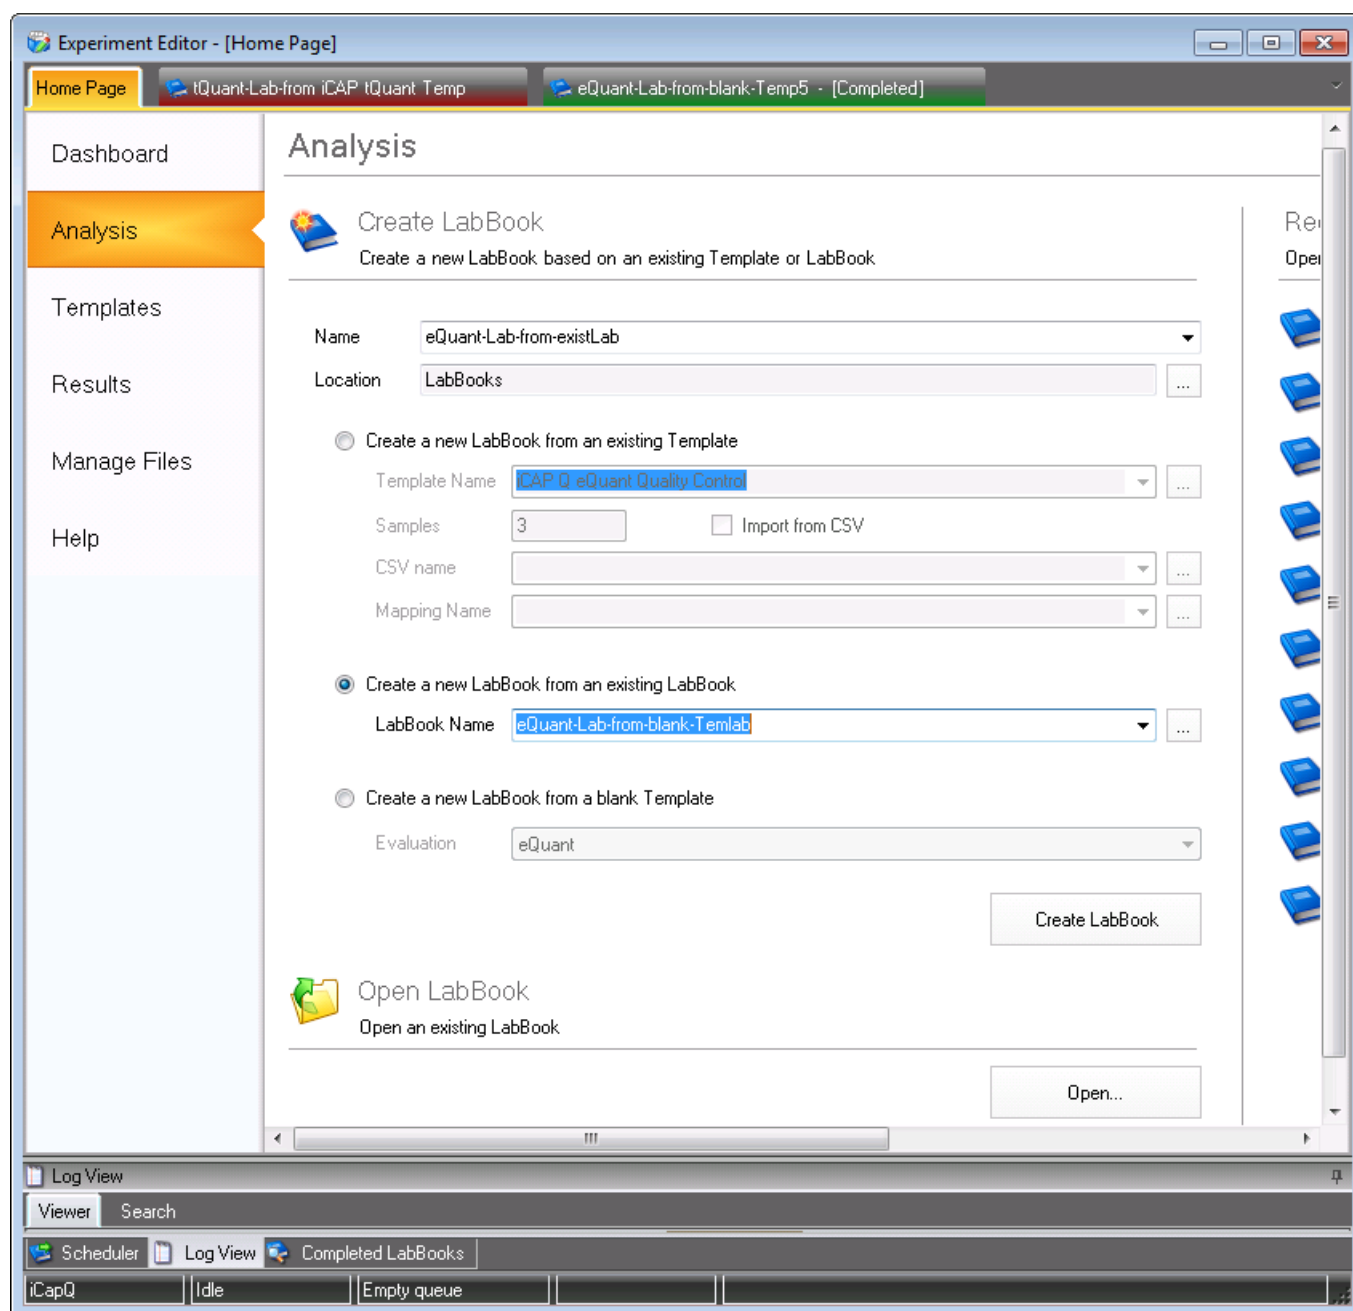 Experiment Editor - [Home Page]
Home Page
tQuant-Lab-from iCAP tQuant Temp
eQuant-Lab-from-blank-Temp5 - [Completed]
Dashboard
Analysis
Templates
Results
Manage Files
Help
Analysis
Create LabBook
Create a new LabBook based on an existing Template or LabBook
Name eQuant-Lab-from-existLab
Location LabBooks ...
Create a new LabBook from an existing Template
Template Name iCAP Q eQuant Quality Control ...
Samples 3 Import from CSV
CSV name ...
Mapping Name ...
Create a new LabBook from an existing LabBook
LabBook Name eQuant-Lab-from-blank-Temlab ...
Create a new LabBook from a blank Template
Evaluation eQuant
Create LabBook
Open LabBook
Open an existing LabBook
Open...
Log View
Viewer Search
Scheduler Log View Completed LabBooks
iCapQ Idle Empty queue